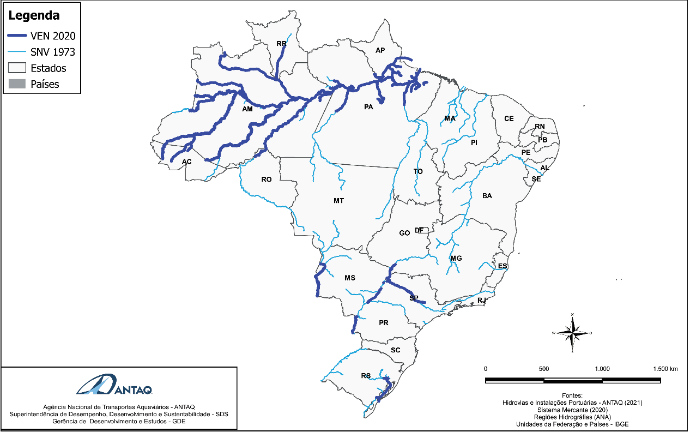 Legenda
VEN 2020
SNV 1973
Estados
Países
RR
AP
AM
PA
MA
CE
RN
PB
PI
PE
AL
SE
AC
RO
TO
BA
MT
GO
DF
MG
ES
MS
SP
RJ
PR
SC
RS
0 500 1.000 1.500 km
ANTAQ
Agência Nacional de Transportes Aquaviários - ANTAQ
Superintendência de Desempenho, Desenvolvimento e Sustentabilidade - SDS
Gerência de Desenvolvimento e Estudos - GDE
Fontes:
Hidrovias e Instalações Portuárias - ANTAQ (2021)
Sistema Mercante (2020)
Regiões Hidrográficas (ANA)
Unidades da Federação e Países - IBGE